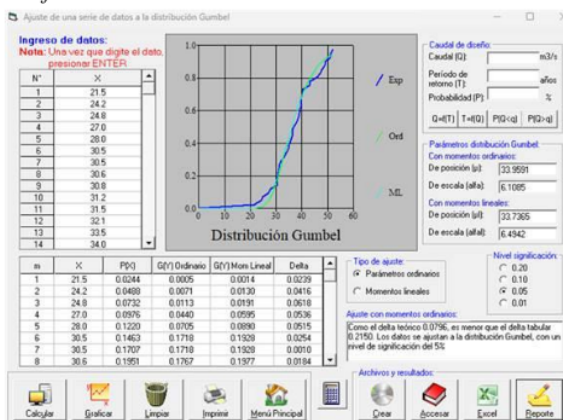 Ajuste de una serie de datos a la distribución Gumbel
Ingreso de datos:
Nota: Una vez que digite el dato,
presionar ENTER
N° X
1 21.5
2 24.2
3 24.8
4 27.0
5 28.0
6 30.5
7 30.5
8 30.6
9 30.8
10 31.2
11 31.5
12 32.1
13 33.5
14 34.0
1.0
0.8
0.6
0.4
0.2
0.0
0 10 20 30 40 50 60
Exp
Ord
ML
Distribución Gumbel
Caudal de diseño:
Caudal (Q): m3/s
Período de
retorno (T): años
Probabilidad (P): %
Q=f(T) T=f(Q) P(Q<q) P(Q>q)
Parámetros distribución Gumbel:
Con momentos ordinarios:
De posición (µ): 33.9591
De escala (alfa): 6.1085
Con momentos lineales:
De posición (µl): 33.7365
De escala (alfal): 6.4942
m X P(X) G(Y) Ordinario G(Y) Mom Lineal Delta
1 21.5 0.0244 0.0005 0.0014 0.0239
2 24.2 0.0488 0.0071 0.0130 0.0416
3 24.8 0.0732 0.0113 0.0191 0.0618
4 27.0 0.0976 0.0440 0.0595 0.0536
5 28.0 0.1220 0.0705 0.0890 0.0515
6 30.5 0.1463 0.1718 0.1928 0.0254
7 30.5 0.1707 0.1718 0.1928 0.0010
8 30.6 0.1951 0.1767 0.1977 0.0184
Tipo de ajuste:
Parámetros ordinarios
Momentos lineales
Nivel significación:
0.20
0.10
0.05
0.01
Ajuste con momentos ordinarios:
Como el delta teórico 0.0796, es menor que el delta tabular
0.2150. Los datos se ajustan a la distribución Gumbel, con un
nivel de significación del 5%
Archivos y resultados:
Calcular Graficar Limpiar Imprimir Menú Principal Crear Accesar Excel Reporte